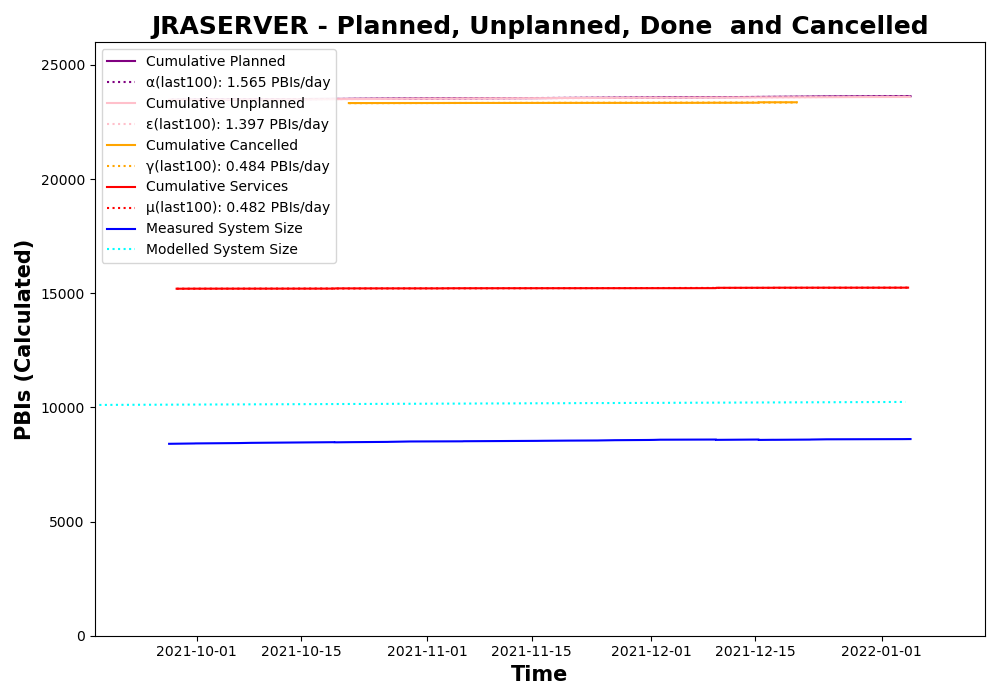 JRASERVER - Planned, Unplanned, Done  and Cancelled
25000
20000
15000
10000
5000
0
PBIs (Calculated)
Cumulative Planned
α(last100): 1.565 PBIs/day
Cumulative Unplanned
ε(last100): 1.397 PBIs/day
Cumulative Cancelled
γ(last100): 0.484 PBIs/day
Cumulative Services
μ(last100): 0.482 PBIs/day
Measured System Size
Modelled System Size
2021-10-01 2021-10-15 2021-11-01 2021-11-15 2021-12-01 2021-12-15 2022-01-01
Time